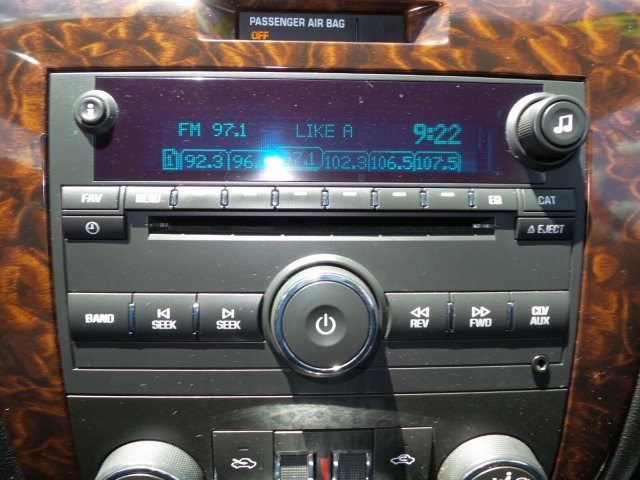 PASSENGER AIR BAG
OFF
FM 97.1 LIKE A 9:22
1 92.3 96. 97.1 102.3 106.5 107.5
FAV MENU EQ CAT
EJECT
BAND SEEK SEEK REV FWD CD/AUX